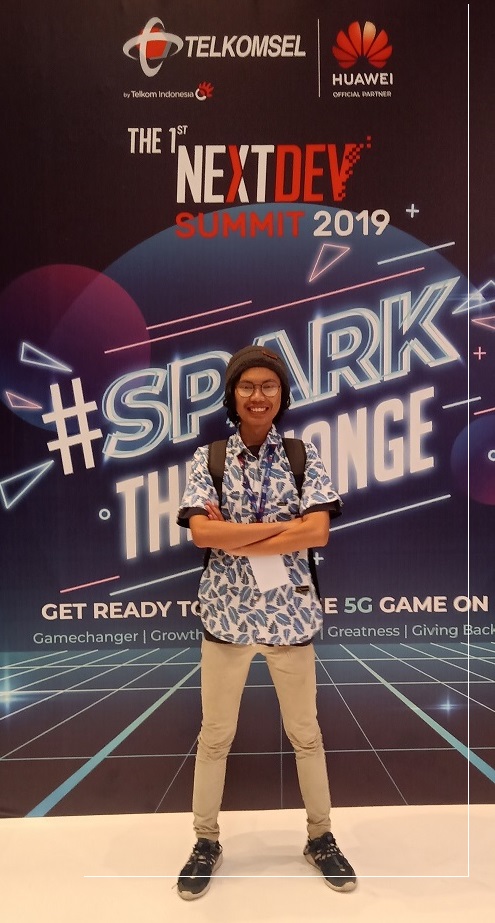 TELKOMSEL
by Telkom Indonesia
HUAWEI
OFFICIAL PARTNER
THE 1ST
NEXTDEV
SUMMIT 2019
#SPARK
GET READY TO E 5G GAME ON
Gamechanger | Growth | Greatness | Giving Back